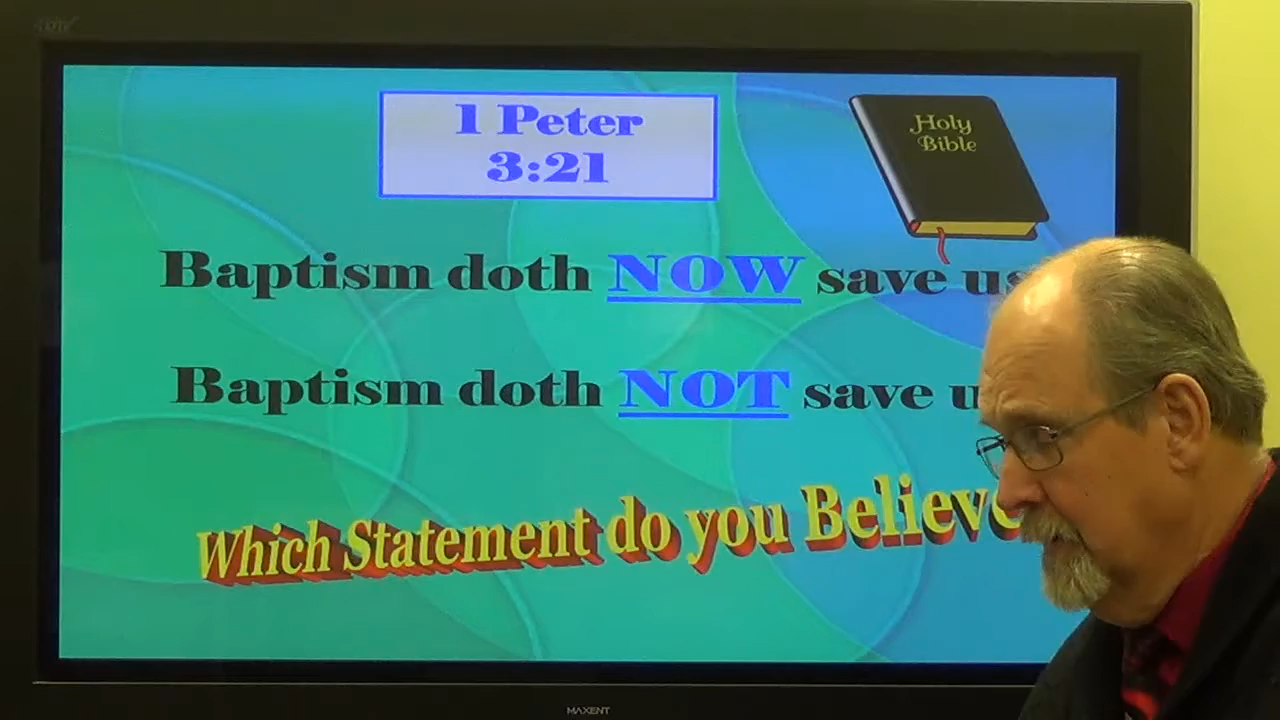 1 Peter
3:21
Holy
Bible
Baptism doth NOW save us
Baptism doth NOT save u
Which Statement do you Believe
MAXENT